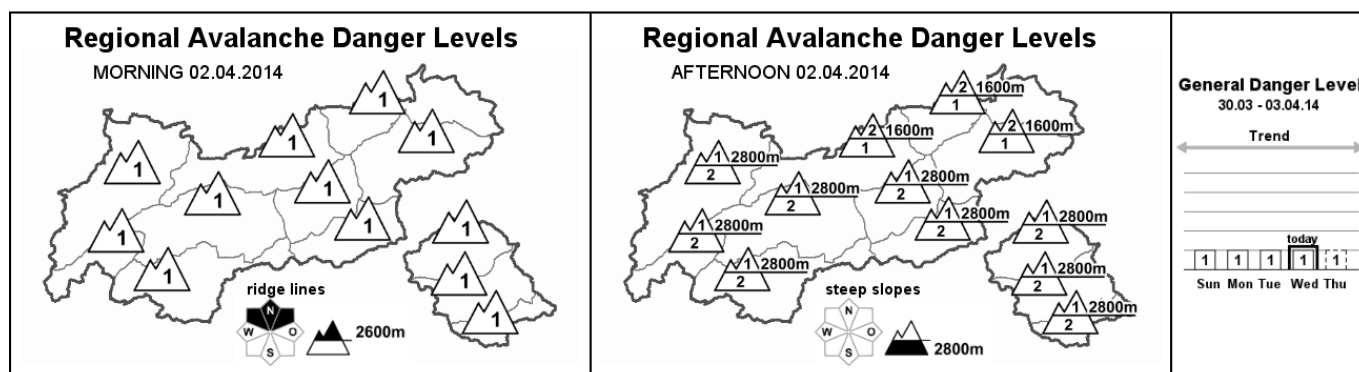 Regional Avalanche Danger Levels
MORNING 02.04.2014
1
1
1
1
1
1
1
1
1
1
1
1
ridge lines
N
W O
S
2600m
Regional Avalanche Danger Levels
AFTERNOON 02.04.2014
2 1600m
1
2 1600m
1
2 1600m
1
1 2800m
2
1 2800m
2
1 2800m
2
1 2800m
2
1 2800m
2
1 2800m
2
1 2800m
2
1 2800m
2
1 2800m
2
steep slopes
N
W O
S
2800m
General Danger Level
30.03 - 03.04.14
Trend
today
1 1 1 1 1
Sun Mon Tue Wed Thu